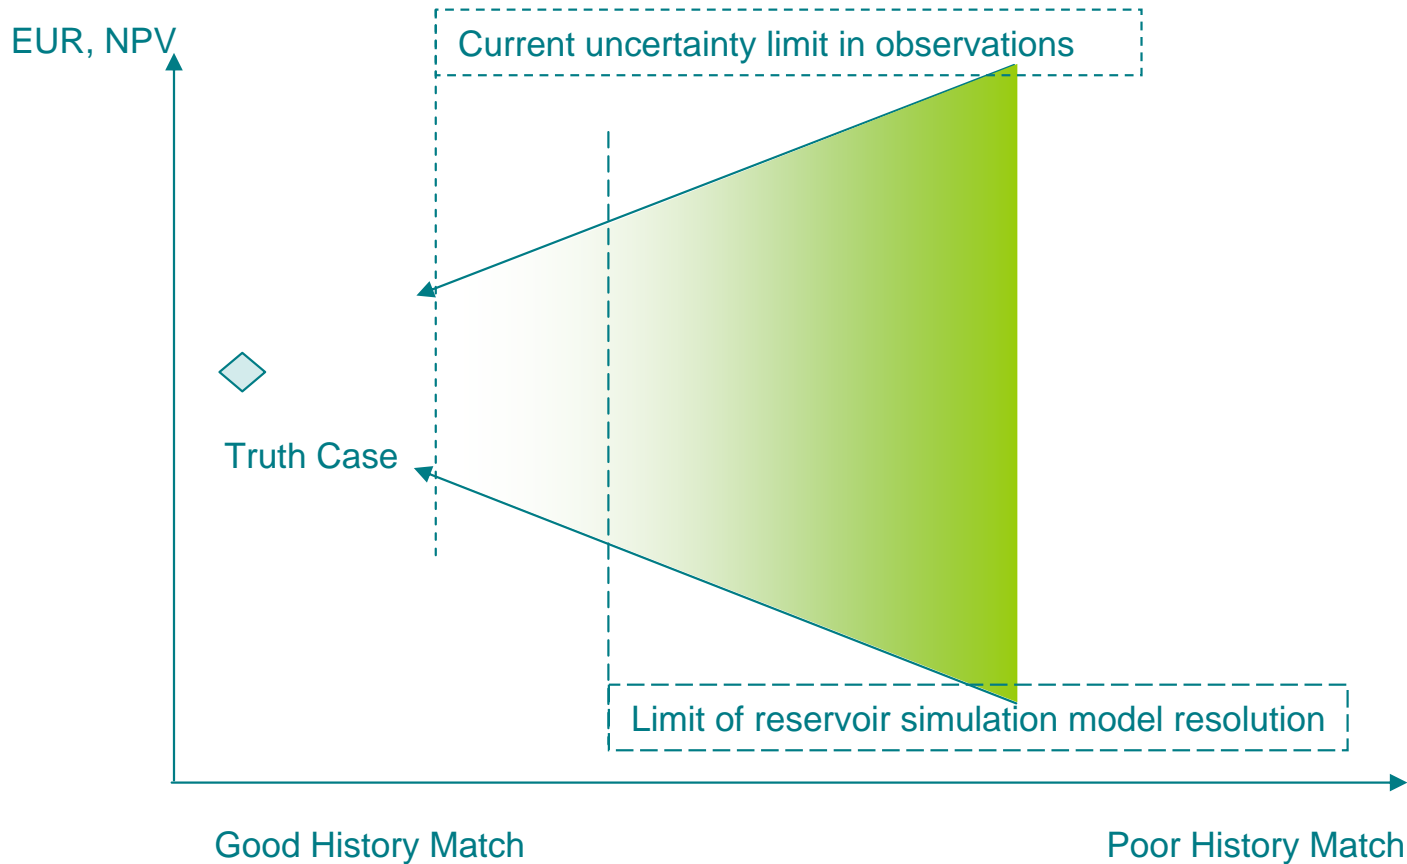 EUR, NPV
Current uncertainty limit in observations
Truth Case
Limit of reservoir simulation model resolution
Good History Match
Poor History Match